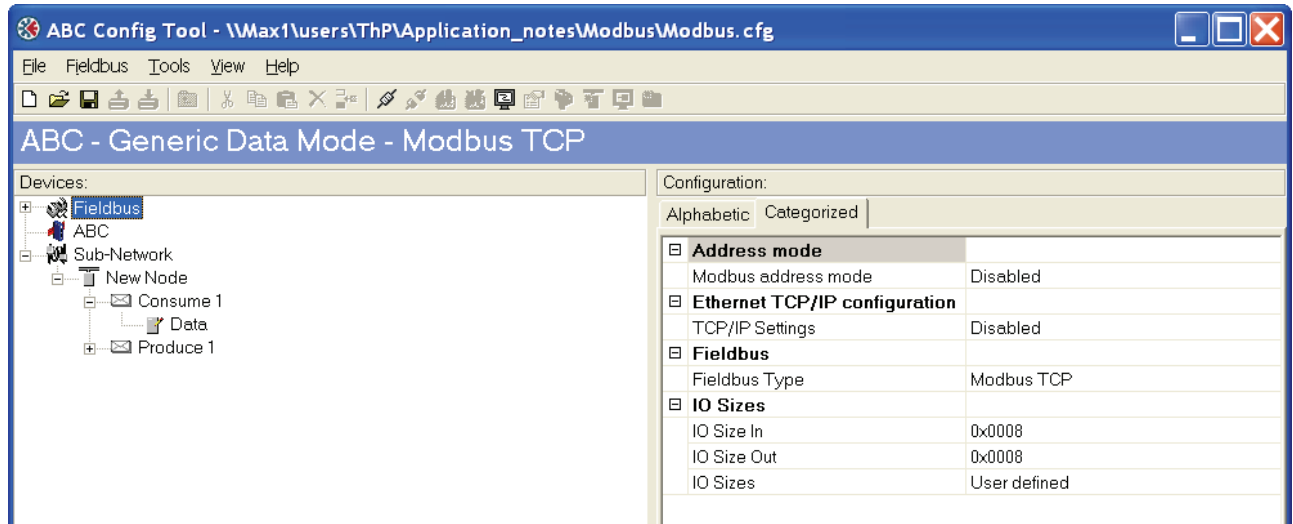 ABC Config Tool - \\Max1\users\ThP\Application_notes\Modbus\Modbus.cfg
File Fieldbus Tools View Help
ABC - Generic Data Mode - Modbus TCP
Devices:
Fieldbus
ABC
Sub-Network
New Node
Consume 1
Data
Produce 1
Configuration:
Alphabetic Categorized
Address mode
Modbus address mode Disabled
Ethernet TCP/IP configuration
TCP/IP Settings Disabled
Fieldbus
Fieldbus Type Modbus TCP
IO Sizes
IO Size In 0x0008
IO Size Out 0x0008
IO Sizes User defined